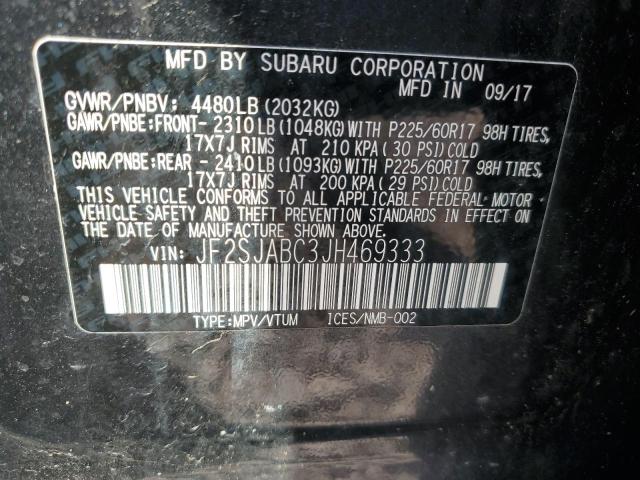 MFD BY SUBARU CORPORATION
MFD IN 09/17
GVWR/PNBV: 4480LB(2032KG)
GAWR/PNBE:FRONT- 2310LB(1048KG)WITH P225/60R17 98H TIRES,
17X7J RIMS AT 210 KPA( 30 PSI)COLD
GAWR/PNBE:REAR - 2410LB(1093KG)WITH P225/60R17 98H TIRES,
17X7J RIMS AT 200 KPA(29 PSI)COLD
THIS VEHICLE CONFORMS TO ALL APPLICABLE FEDERAL MOTOR
VEHICLE SAFETY AND THEFT PREVENTION STANDARDS IN EFFECT ON
THE DATE OF MANUFACTURE SHOWN ABOVE.
VIN: JF2SJABC3JH469333
TYPE:MPV/VTUM ICES/NMB-002